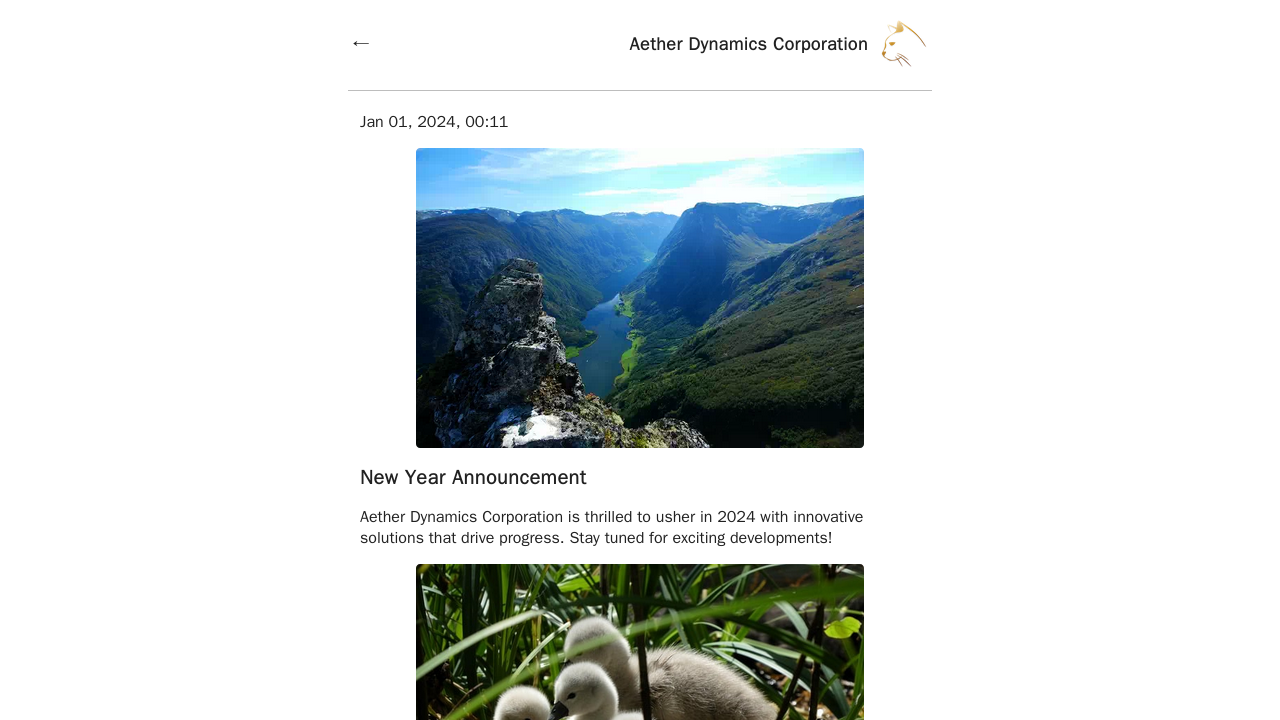 ←
Aether Dynamics Corporation
Jan 01, 2024, 00:11
New Year Announcement
Aether Dynamics Corporation is thrilled to usher in 2024 with innovative
solutions that drive progress. Stay tuned for exciting developments!